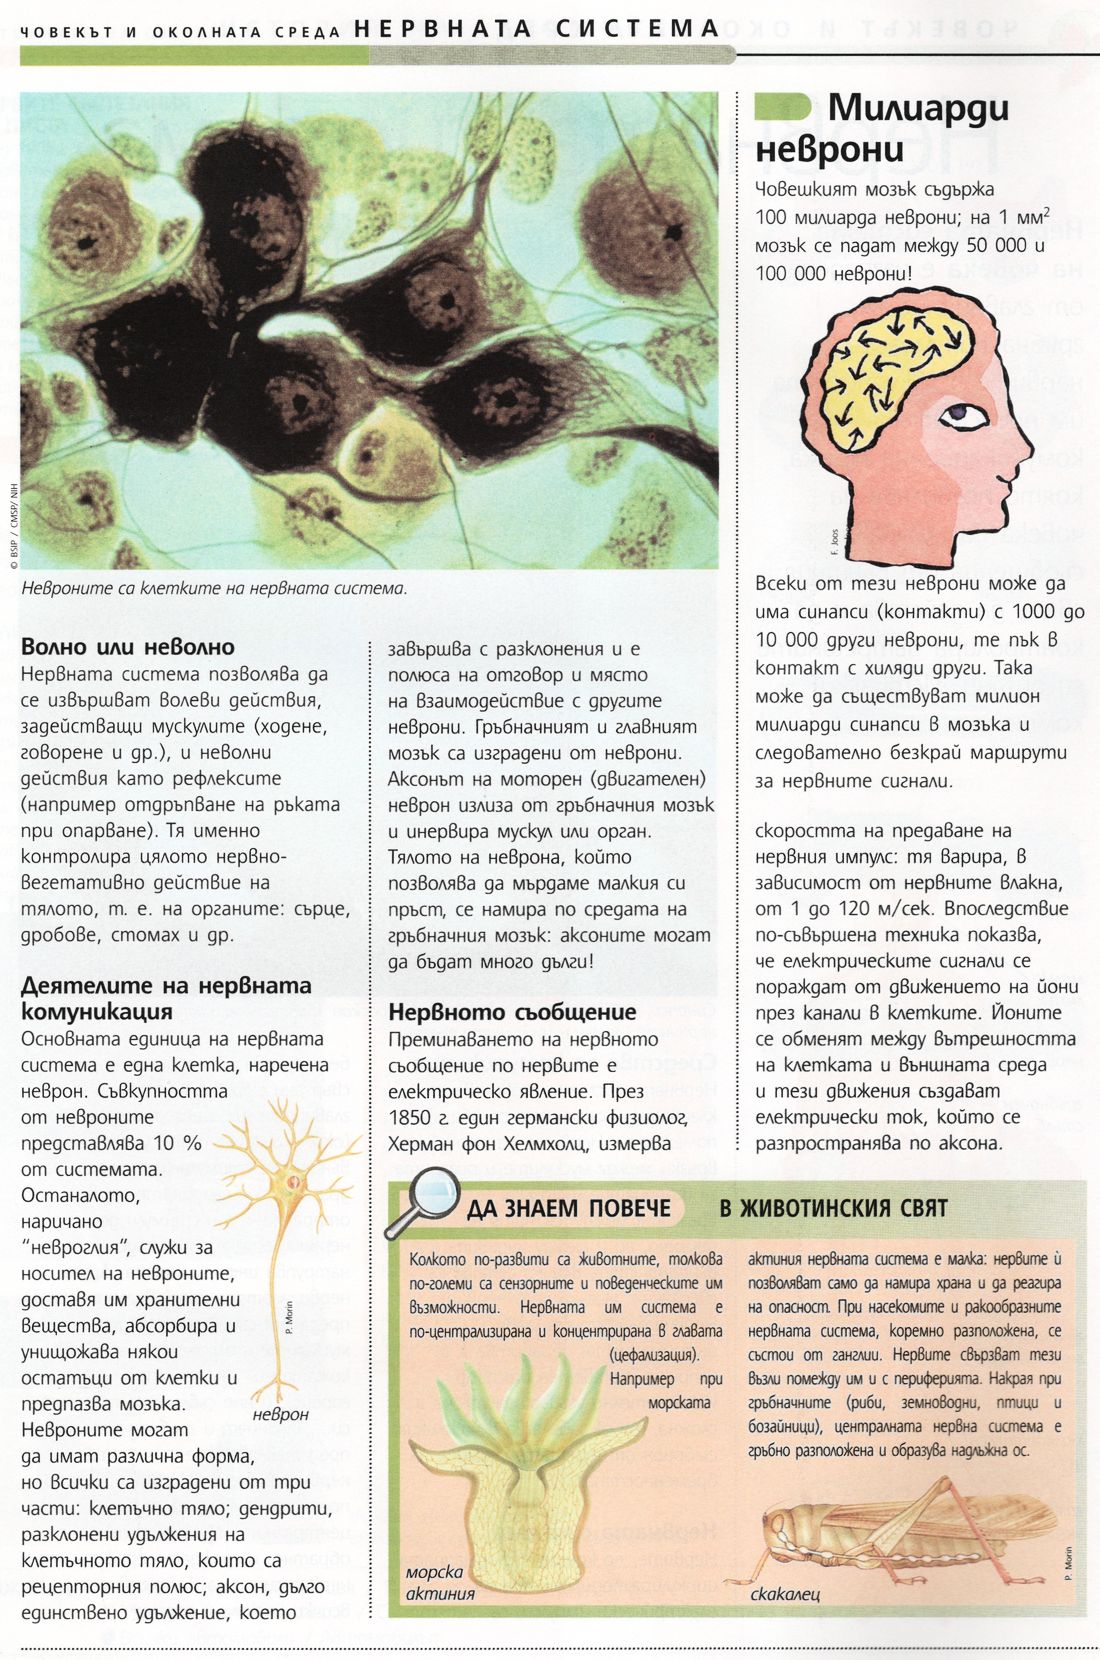 ЧОВЕКЪТ И ОКОЛНАТА СРЕДА НЕРВНАТА СИСТЕМА
© BSIP / CMSP/ NIH
Невроните са клетките на нервната система.
Волно или неволно
Нервната система позволява да
се извършват волеви действия,
задействащи мускулите (ходене,
говорене и др.), и неволни
действия като рефлексите
(например отдръпване на ръката
при опарване). Тя именно
контролира цялото нервно-
вегетативно действие на
тялото, т. е. на органите: сърце,
дробове, стомах и др.
Деятелите на нервната
комуникация
Основната единица на нервната
система е една клетка, наречена
неврон. Съвкупността
от невроните
представлява 10 %
от системата.
Останалото,
наричано
“невроглия”, служи за
носител на невроните,
доставя им хранителни
вещества, абсорбира и
унищожава някои
остатъци от клетки и
предпазва мозъка.
Невроните могат
да имат различна форма,
но всички са изградени от три
части: клетъчно тяло; дендрити,
разклонени удължения на
клетъчното тяло, които са
рецепторния полюс; аксон, дълго
единствено удължение, което
P. Morin
неврон
завършва с разклонения и е
полюса на отговор и място
на взаимодействие с другите
неврони. Гръбначният и главният
мозък са изградени от неврони.
Аксонът на моторен (двигателен)
неврон излиза от гръбначния мозък
и инервира мускул или орган.
Тялото на неврона, който
позволява да мърдаме малкия си
пръст, се намира по средата на
гръбначния мозък: аксоните могат
да бъдат много дълги!
Нервното съобщение
Преминаването на нервното
съобщение по нервите е
електрическо явление. През
1850 г. един германски физиолог,
Херман фон Хелмхолц, измерва
скоростта на предаване на
нервния импулс: тя варира, в
зависимост от нервните влакна,
от 1 до 120 м/сек. Впоследствие
по-съвършена техника показва,
че електрическите сигнали се
пораждат от движението на йони
през канали в клетките. Йоните
се обменят между вътрешността
на клетката и външната среда
и тези движения създават
електрически ток, който се
разпространява по аксона.
Милиарди
неврони
Човешкият мозък съдържа
100 милиарда неврони; на 1 мм²
мозък се падат между 50 000 и
100 000 неврони!
F. Joos
Всеки от тези неврони може да
има синапси (контакти) с 1000 до
10 000 други неврони, те пък в
контакт с хиляди други. Така
може да съществуват милион
милиарди синапси в мозъка и
следователно безкрай маршрути
за нервните сигнали.
ДА ЗНАЕМ ПОВЕЧЕ В ЖИВОТИНСКИЯ СВЯТ
Колкото по-развити са животните, толкова
по-големи са сензорните и поведенческите им
възможности. Нервната им система е
по-централизирана и концентрирана в главата
(цефализация).
Например при
морската
актиния нервната система е малка: нервите ѝ
позволяват само да намира храна и да реагира
на опасност. При насекомите и ракообразните
нервната система, коремно разположена, се
състои от ганглии. Нервите свързват тези
възли помежду им и с периферията. Накрая при
гръбначните (риби, земноводни, птици и
бозайници), централната нервна система е
гръбно разположена и образува надлъжна ос.
морска
актиния
скакалец
P. Morin